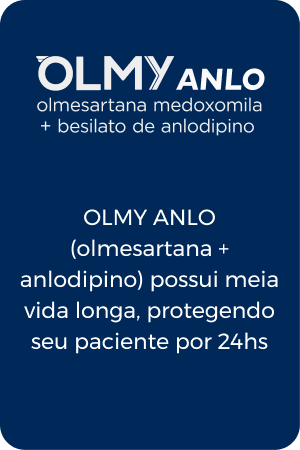 OLMY ANLO
olmesartana medoxomila
+ besilato de anlodipino
OLMY ANLO
(olmesartana +
anlodipino) possui meia
vida longa, protegendo
seu paciente por 24hs